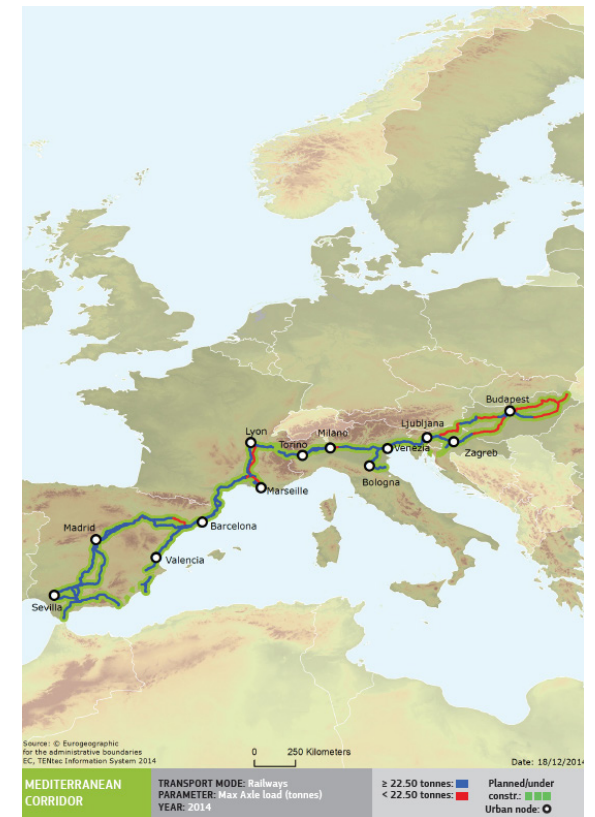 Budapest
Ljubljana
Lyon
Milano
Torino
Venezia
Zagreb
Bologna
Marseille
Barcelona
Madrid
Valencia
Sevilla
Source: © Eurogeographic
for the administrative boundaries
EC, TENtec Information System 2014
0 250 Kilometers
Date: 18/12/2014
MEDITERRANEAN
CORRIDOR
TRANSPORT MODE: Railways
PARAMETER: Max Axle load (tonnes)
YEAR: 2014
≥ 22.50 tonnes:
< 22.50 tonnes:
Planned/under
constr.:
Urban node: